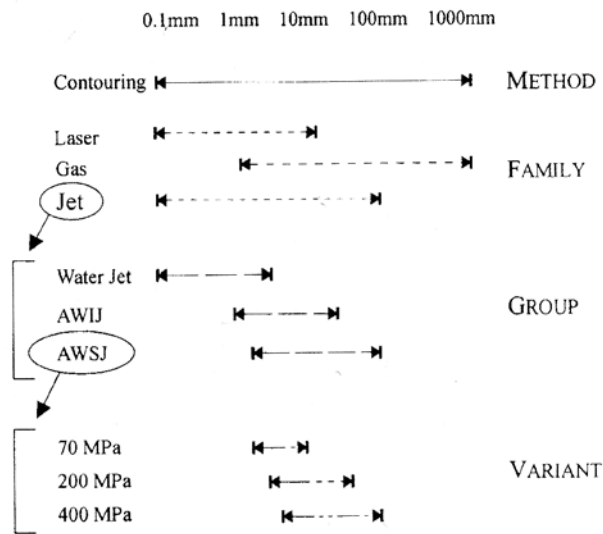 0.1mm 1mm 10mm 100mm 1000mm
Contouring METHOD
Laser
Gas FAMILY
Jet
Water Jet
AWIJ GROUP
AWSJ
70 MPa
200 MPa VARIANT
400 MPa